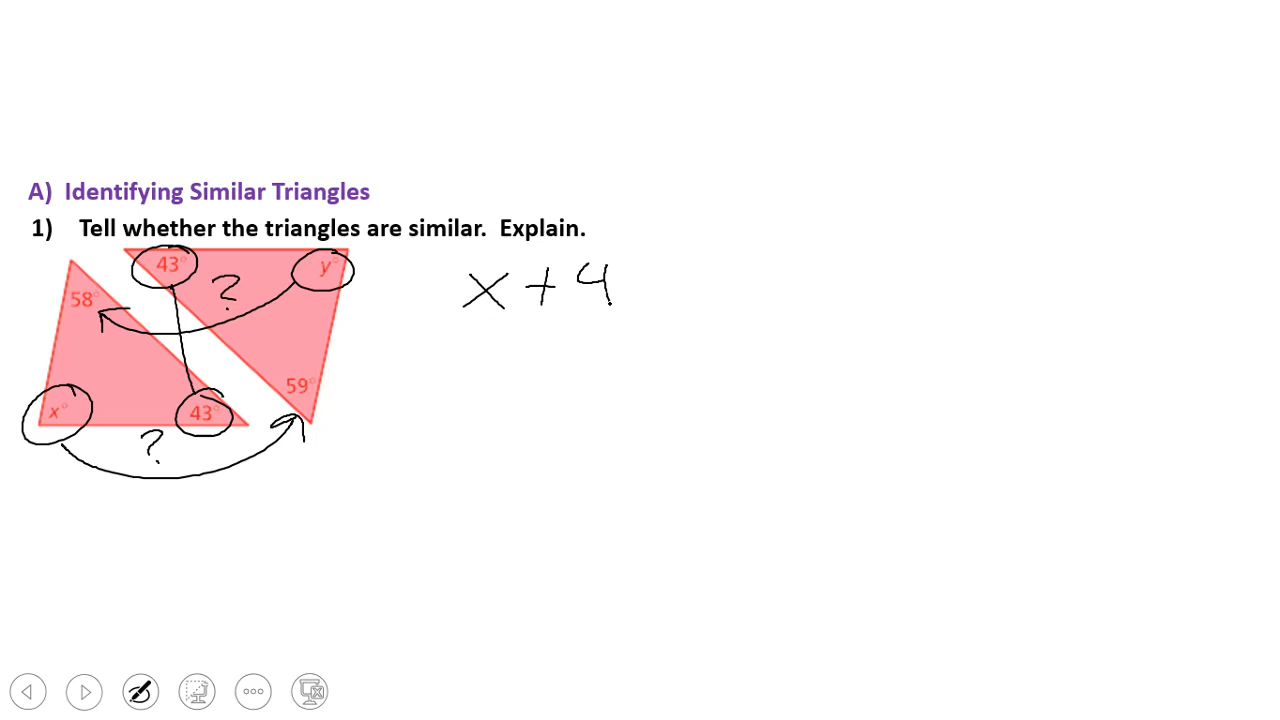 A) Identifying Similar Triangles
1) Tell whether the triangles are similar. Explain.
43°
y°
x + 4
58°
?
59°
x°
43°
?